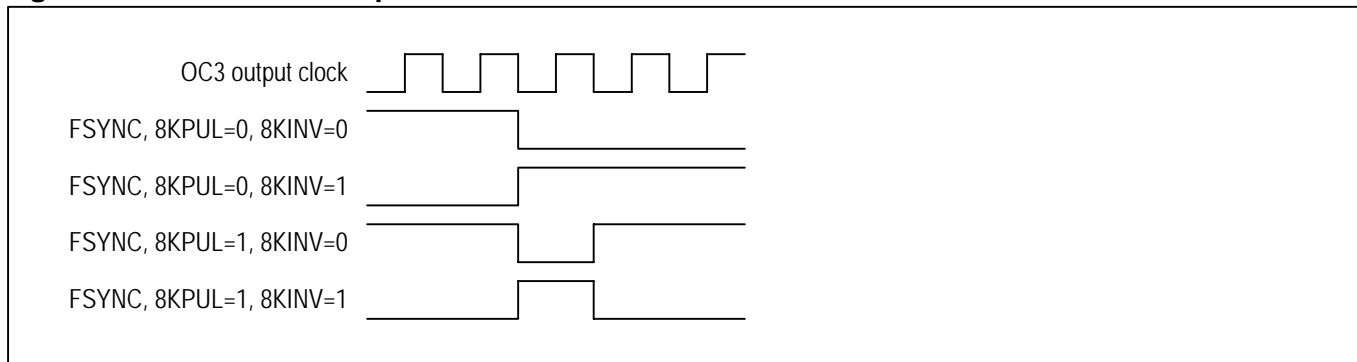 OC3 output clock
FSYNC, 8KPUL=0, 8KINV=0
FSYNC, 8KPUL=0, 8KINV=1
FSYNC, 8KPUL=1, 8KINV=0
FSYNC, 8KPUL=1, 8KINV=1